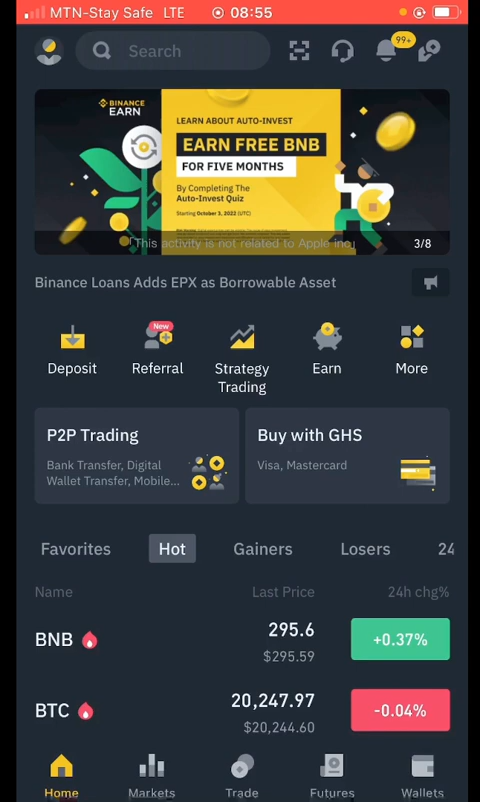 MTN-Stay Safe LTE 08:55
Search
99+
BINANCE
EARN
LEARN ABOUT AUTO-INVEST
EARN FREE BNB
FOR FIVE MONTHS
By Completing The
Auto-Invest Quiz
Starting October 3, 2022 (UTC)
「This activity is not related to Apple Inc」
3/8
Binance Loans Adds EPX as Borrowable Asset
New
Deposit Referral Strategy Trading Earn More
P2P Trading
Bank Transfer, Digital
Wallet Transfer, Mobile...
Buy with GHS
Visa, Mastercard
Favorites Hot Gainers Losers 24
Name Last Price 24h chg%
BNB 295.6 +0.37%
$295.59
BTC 20,247.97 -0.04%
$20,244.60
Home Markets Trade Futures Wallets